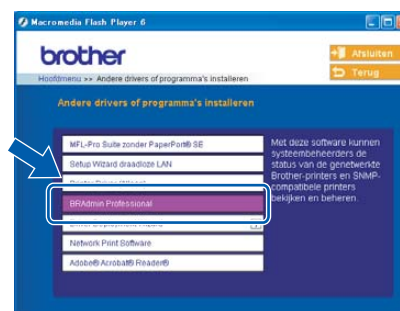 Macromedia Flash Player 6
brother
Afsluiten
Terug
Hoofdmenu >> Andere drivers of programma's installeren
Andere drivers of programma's installeren
MFL-Pro Suite zonder PaperPort® SE
Setup Wizard draadloze LAN
BRAdmin Professional
Network Print Software
Adobe® Acrobat® Reader®
Met deze software kunnen
systeembeheerders de
status van de genetwerkte
Brother-printers en SNMP-
compatibele printers
bekijken en beheren.